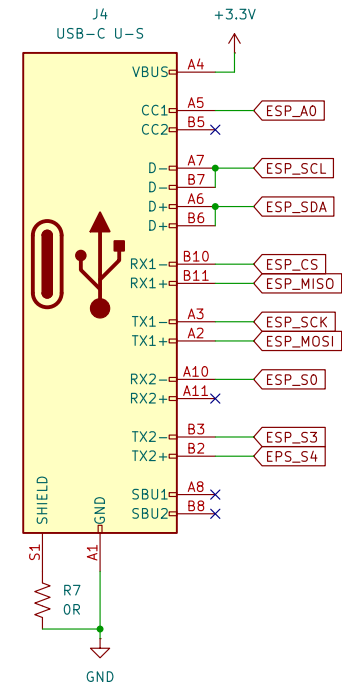 J4
USB-C U-S
+3.3V
VBUS A4
CC1 A5 ESP_A0
CC2 B5
D- A7 ESP_SCL
D- B7
D+ A6 ESP_SDA
D+ B6
RX1- B10 ESP_CS
RX1+ B11 ESP_MISO
TX1- A3 ESP_SCK
TX1+ A2 ESP_MOSI
RX2- A10 ESP_S0
RX2+ A11
TX2- B3 ESP_S3
TX2+ B2 EPS_S4
SBU1 A8
SBU2 B8
SHIELD
GND
S1
A1
R7
0R
GND